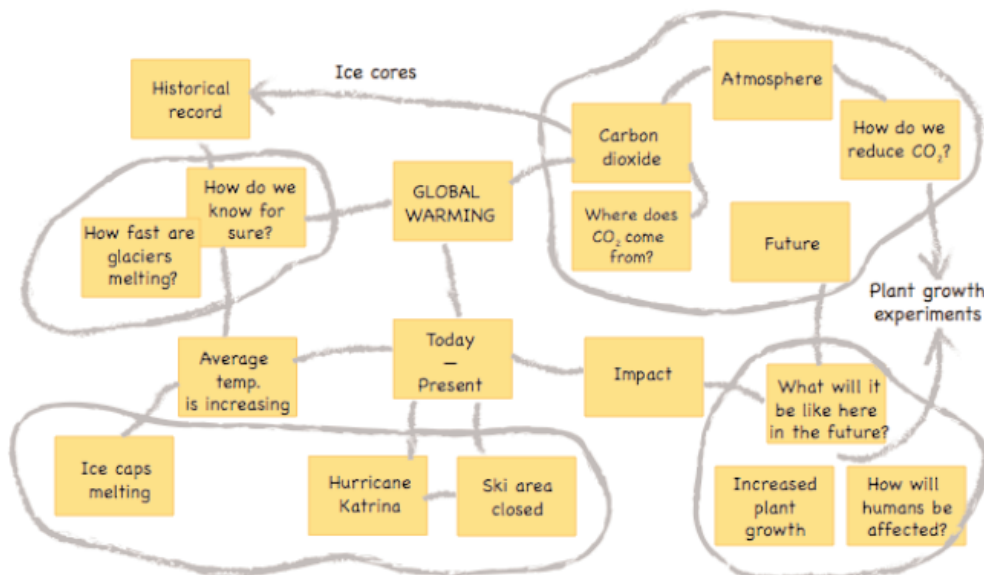 Historical
record
Ice cores
Atmosphere
Carbon
dioxide
How do we
reduce CO₂?
How do we
know for
sure?
How fast are
glaciers
melting?
GLOBAL
WARMING
Where does
CO₂ come
from?
Future
Plant growth
experiments
Average
temp.
is increasing
Today
—
Present
Impact
What will it
be like here
in the future?
Ice caps
melting
Hurricane
Katrina
Ski area
closed
Increased
plant
growth
How will
humans be
affected?